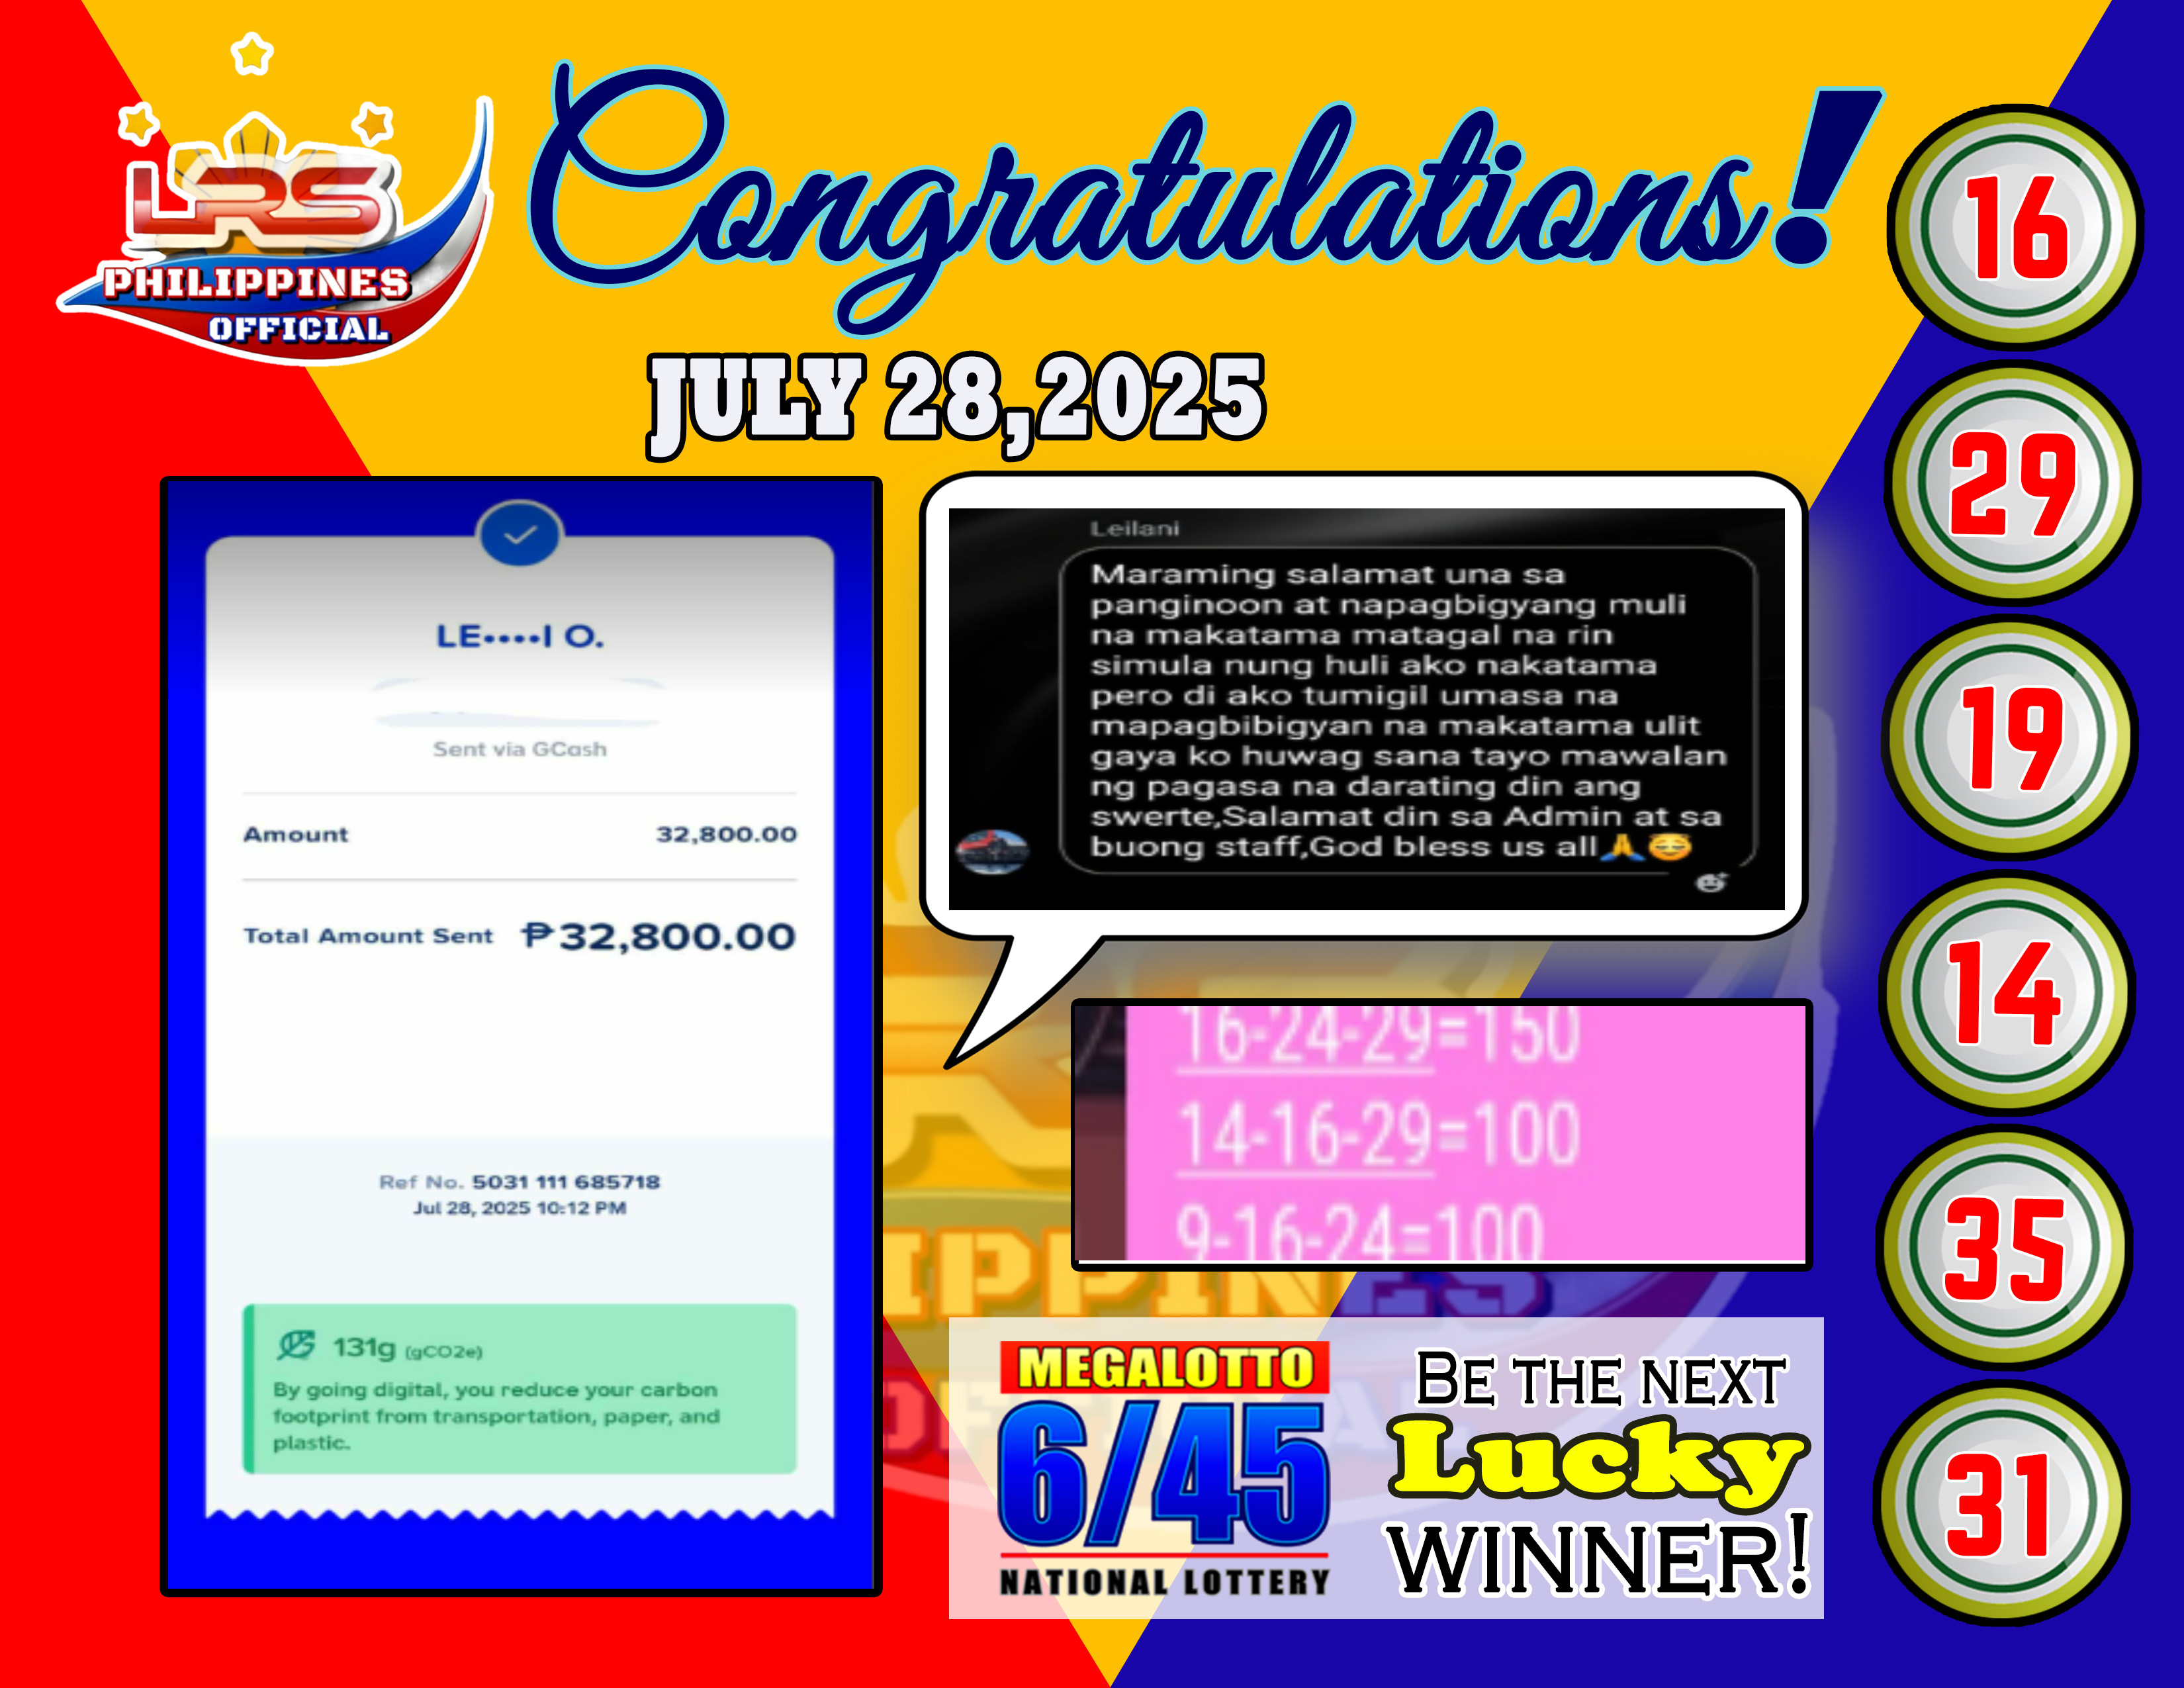 LRS
PHILIPPINES
OFFICIAL
Congratulations!
JULY 28,2025
LE••••I O.
Sent via GCash
Amount 32,800.00
Total Amount Sent ₱32,800.00
Ref No. 5031 111 685718
Jul 28, 2025 10:12 PM
131g (gCO2e)
By going digital, you reduce your carbon
footprint from transportation, paper, and
plastic.
Leilani
Maraming salamat una sa
panginoon at napagbigyang muli
na makatama matagal na rin
simula nung huli ako nakatama
pero di ako tumigil umasa na
mapagbibigyan na makatama ulit
gaya ko huwag sana tayo mawalan
ng pagasa na darating din ang
swerte,Salamat din sa Admin at sa
buong staff,God bless us all🙏😇
16-24-29=150
14-16-29=100
9-16-24=100
MEGALOTTO
6/45
NATIONAL LOTTERY
BE THE NEXT
Lucky
WINNER!
16
29
19
14
35
31